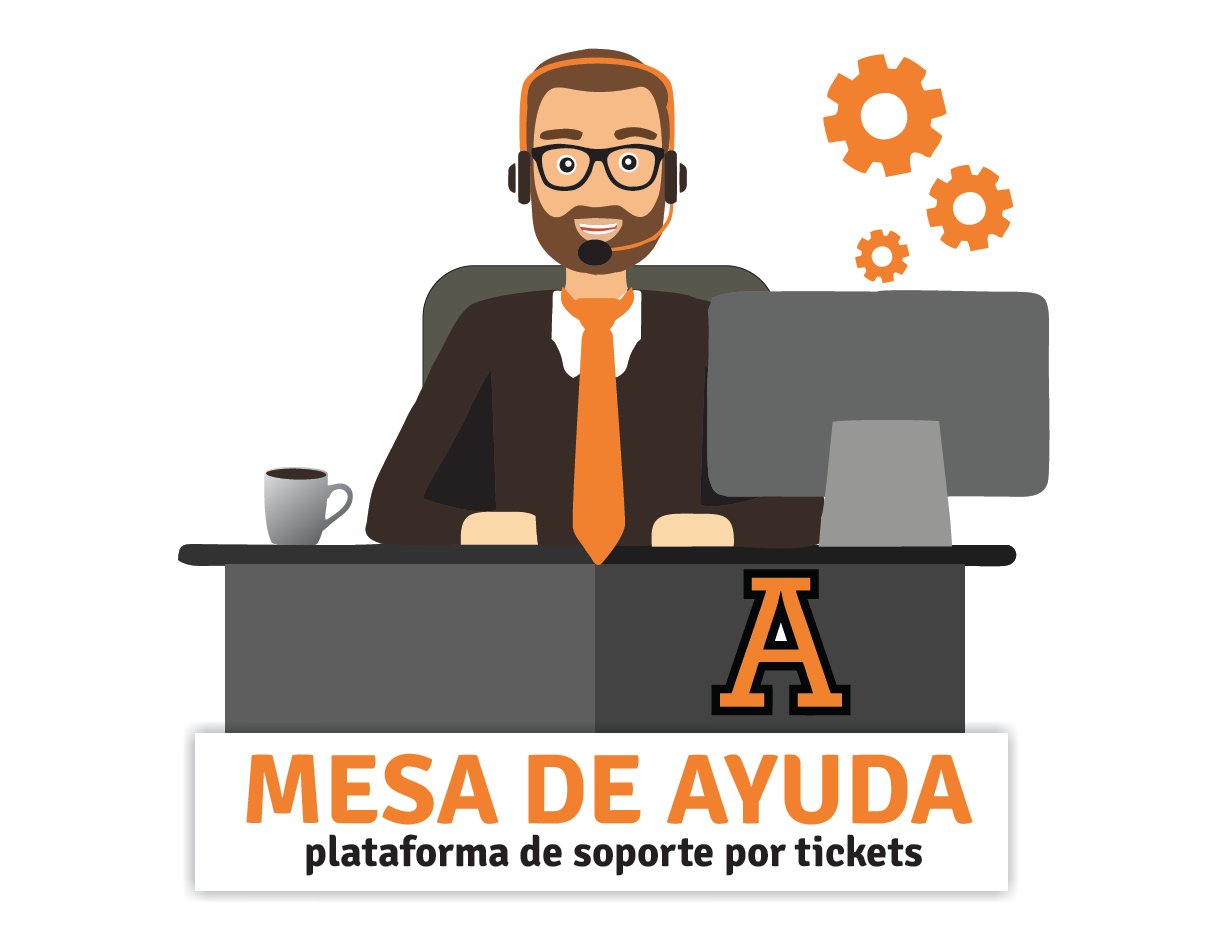 A
MESA DE AYUDA
plataforma de soporte por tickets